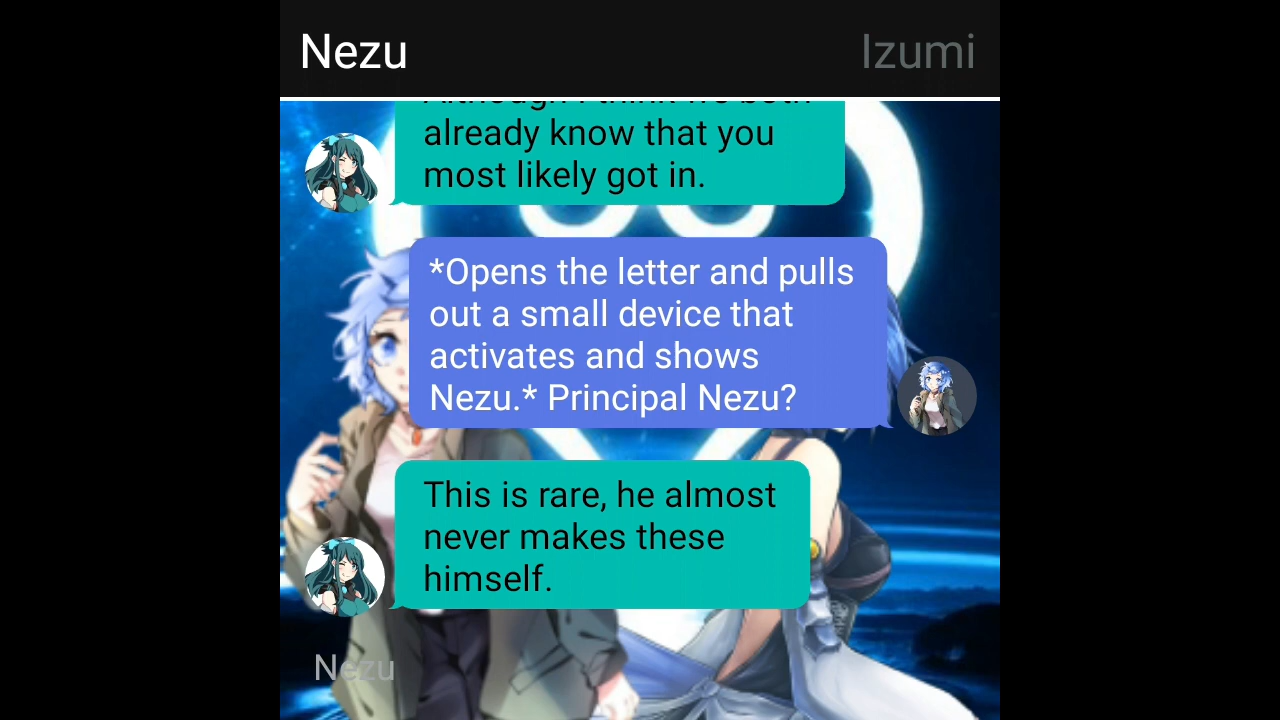 Nezu
Izumi
already know that you
most likely got in.
*Opens the letter and pulls
out a small device that
activates and shows
Nezu.* Principal Nezu?
This is rare, he almost
never makes these
himself.
Nezu